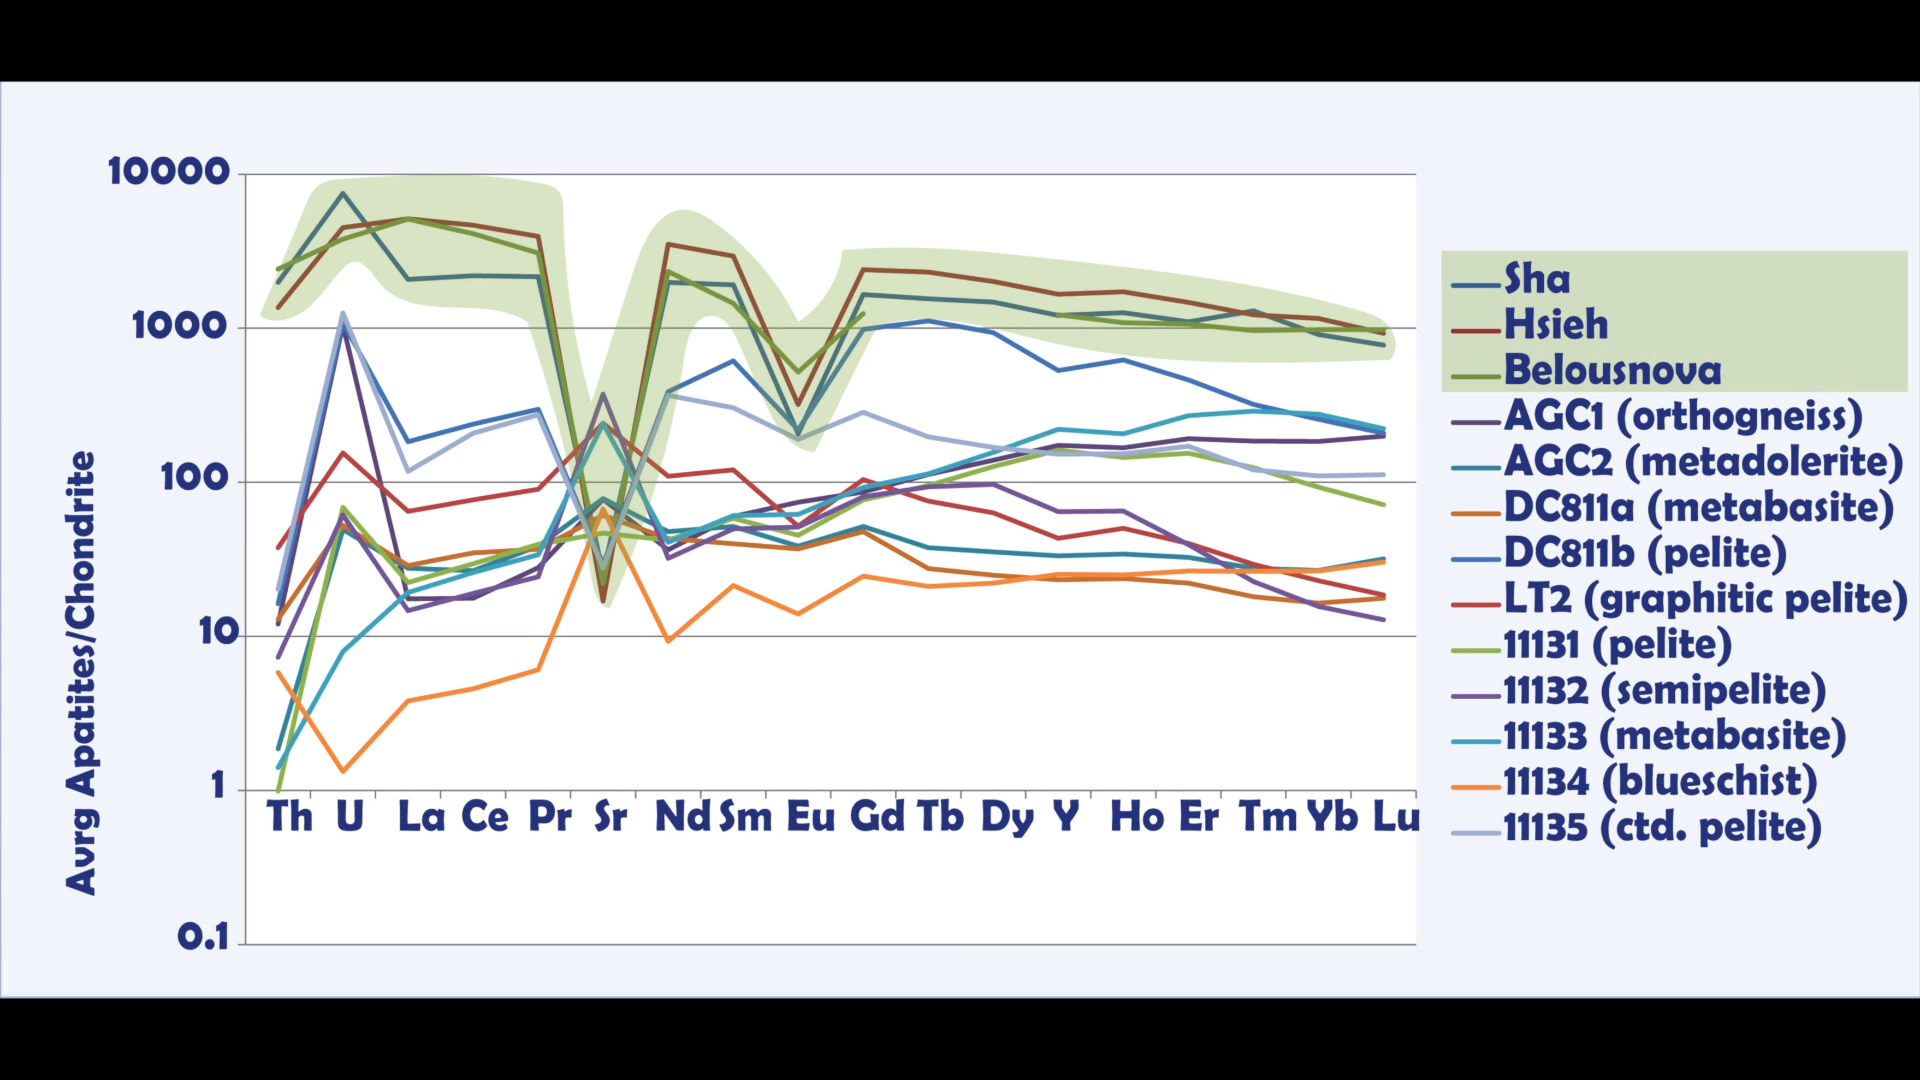 10000
1000
100
10
1
0.1
Avrg Apatites/Chondrite
Th U La Ce Pr Sr Nd Sm Eu Gd Tb Dy Y Ho Er Tm Yb Lu
Sha
Hsieh
Belousnova
AGC1 (orthogneiss)
AGC2 (metadolerite)
DC811a (metabasite)
DC811b (pelite)
LT2 (graphitic pelite)
11131 (pelite)
11132 (semipelite)
11133 (metabasite)
11134 (blueschist)
11135 (ctd. pelite)